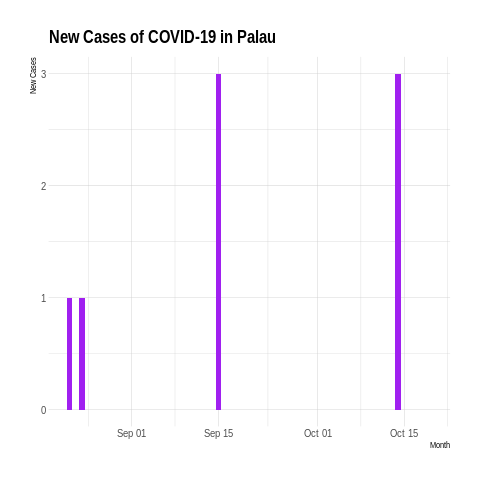 New Cases of COVID-19 in Palau
New Cases
3
2
1
0
Sep 01
Sep 15
Oct 01
Oct 15
Month